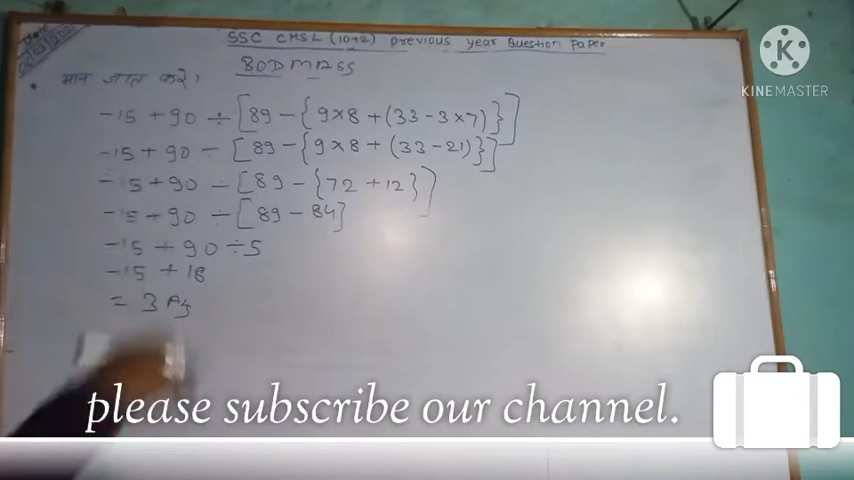 SSC CHSL (10+2) previous year Question Paper
BODMASS
मान ज्ञात करें:
-15 + 90 ÷ [89 - {9×8 + (33 - 3×7)}]
-15 + 90 ÷ [89 - {9×8 + (33 - 21)}]
-15 + 90 ÷ [89 - {72 + 12}]
-15 + 90 ÷ [89 - 84]
-15 + 90 ÷ 5
-15 + 18
= 3 Ans
KINEMASTER
please subscribe our channel.